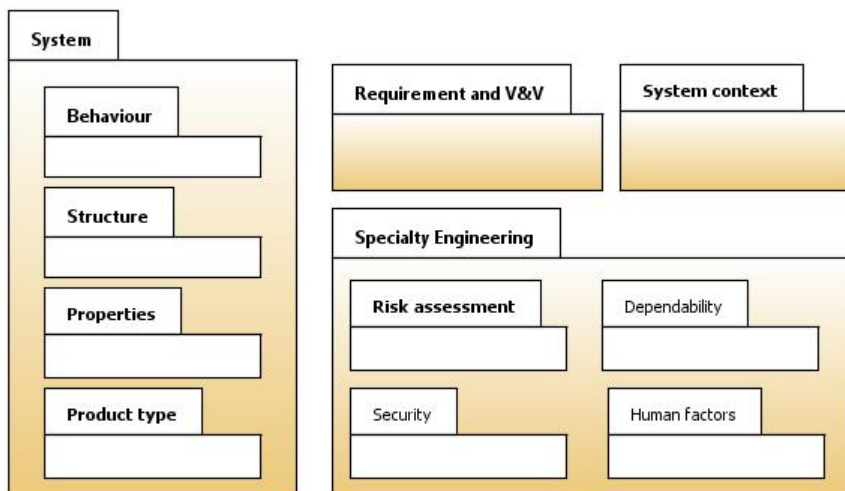 System
Behaviour
Structure
Properties
Product type
Requirement and V&V
System context
Specialty Engineering
Risk assessment
Dependability
Security
Human factors